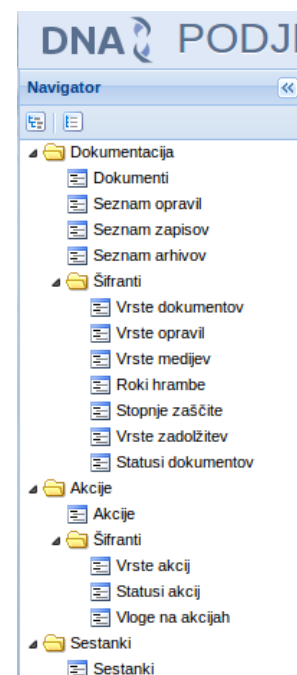 DNA PODJ
Navigator
Dokumentacija
Dokumenti
Seznam opravil
Seznam zapisov
Seznam arhivov
Šifranti
Vrste dokumentov
Vrste opravil
Vrste medijev
Roki hrambe
Stopnje zaščite
Vrste zadolžitev
Statusi dokumentov
Akcije
Akcije
Šifranti
Vrste akcij
Statusi akcij
Vloge na akcijah
Sestanki
Sestanki